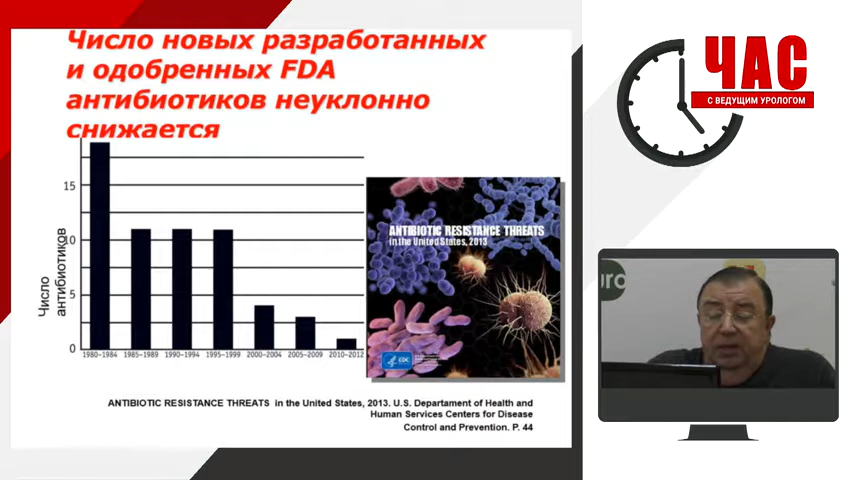 Число новых разработанных
и одобренных FDA
антибиотиков неуклонно
снижается
ЧАС
С ВЕДУЩИМ УРОЛОГОМ
15
10
5
0
Число
антибиотиков
1980–1984 1985–1989 1990–1994 1995–1999 2000–2004 2005–2009 2010–2012
ANTIBIOTIC RESISTANCE THREATS
in the United States, 2013
CDC
ANTIBIOTIC RESISTANCE THREATS in the United States, 2013. U.S. Departament of Health and
Human Services Centers for Disease
Control and Prevention. P. 44